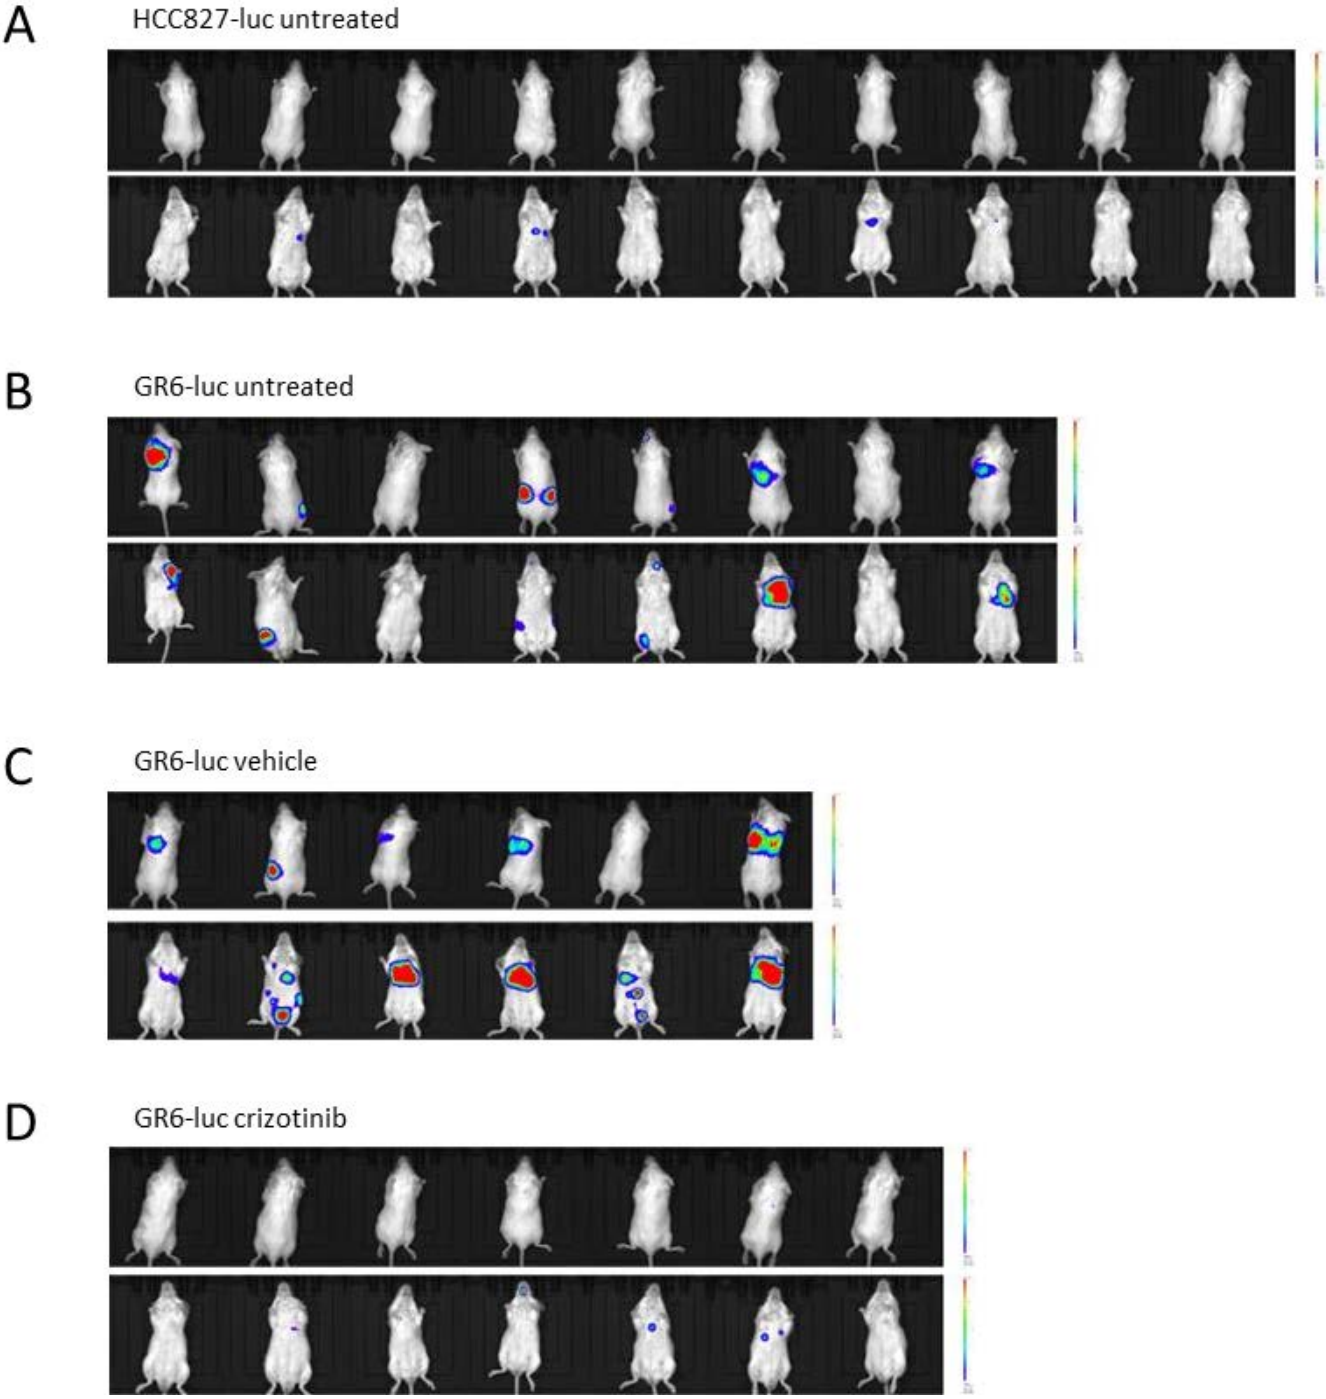 A
HCC827-luc untreated
B
GR6-luc untreated
C
GR6-luc vehicle
D
GR6-luc crizotinib